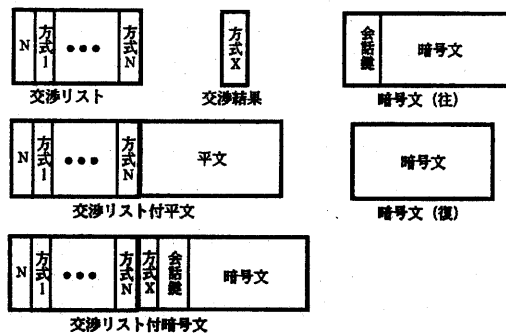 N 方式1 ●●● 方式N
交渉リスト
方式X
交渉結果
会話鍵 暗号文
暗号文 (往)
N 方式1 ●●● 方式N 平文
交渉リスト付平文
暗号文
暗号文 (復)
N 方式1 ●●● 方式N 方式X 会話鍵 暗号文
交渉リスト付暗号文